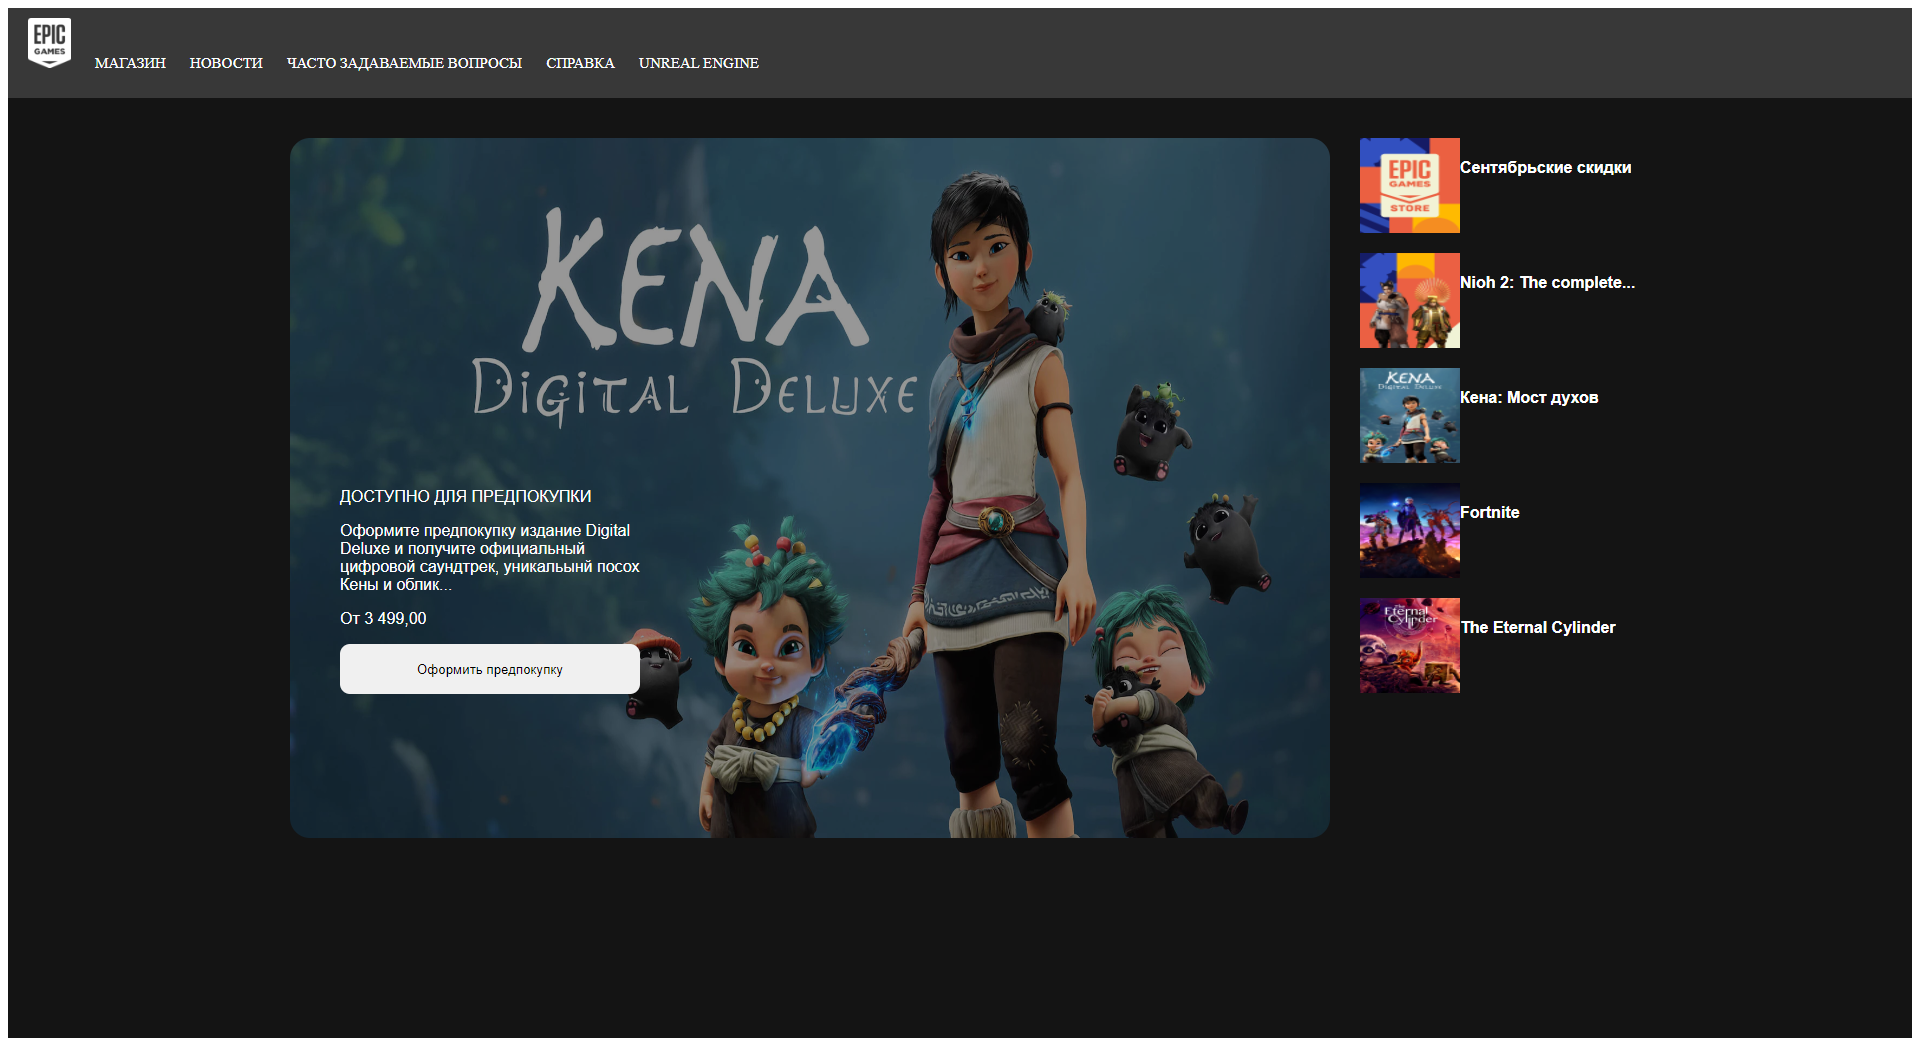 EPIC
GAMES
МАГАЗИН НОВОСТИ ЧАСТО ЗАДАВАЕМЫЕ ВОПРОСЫ СПРАВКА UNREAL ENGINE
KENA
DIGITAL DELUXE
ДОСТУПНО ДЛЯ ПРЕДПОКУПКИ
Оформите предпокупку издание Digital
Deluxe и получите официальный
цифровой саундтрек, уникальынй посох
Кены и облик...
От 3 499,00
Оформить предпокупку
EPIC
GAMES
STORE
Сентябрьские скидки
Nioh 2: The complete...
KENA
DIGITAL DELUXE
Кена: Мост духов
Fortnite
The
Eternal
Cylinder
The Eternal Cylinder